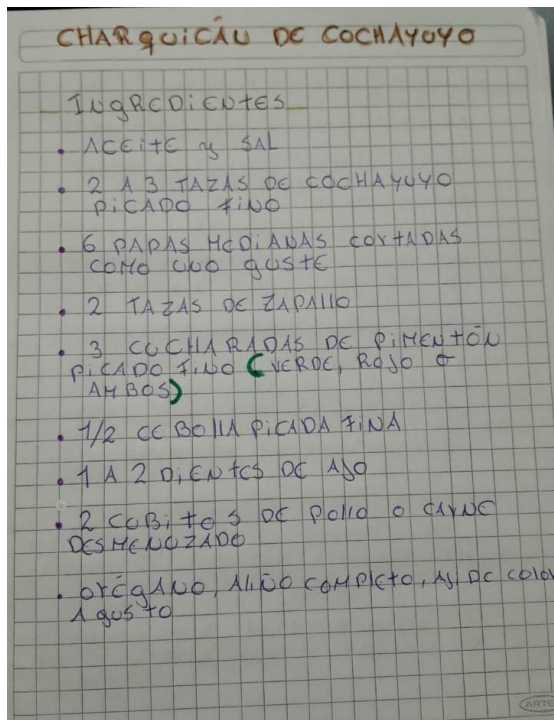 CHARQUICÁU DE COCHAYUYO
INGREDIENTES
• ACEITE y SAL
• 2 A 3 TAZAS DE COCHAYUYO
PICADO FINO
• 6 PAPAS MEDIANAS CORTADAS
COMO UNO GUSTE
• 2 TAZAS DE ZAPALLO
• 3 CUCHARADAS DE PIMENTÓN
PICADO FINO (VERDE, ROJO O
AMBOS)
• 1/2 CEBOLLA PICADA FINA
• 1 A 2 DIENTES DE AJO
• 2 CUBITOS DE POLLO O CARNE
DESMENUZADO
• ORÉGANO, ALIÑO COMPLETO, AJI DE COLOR
A GUSTO